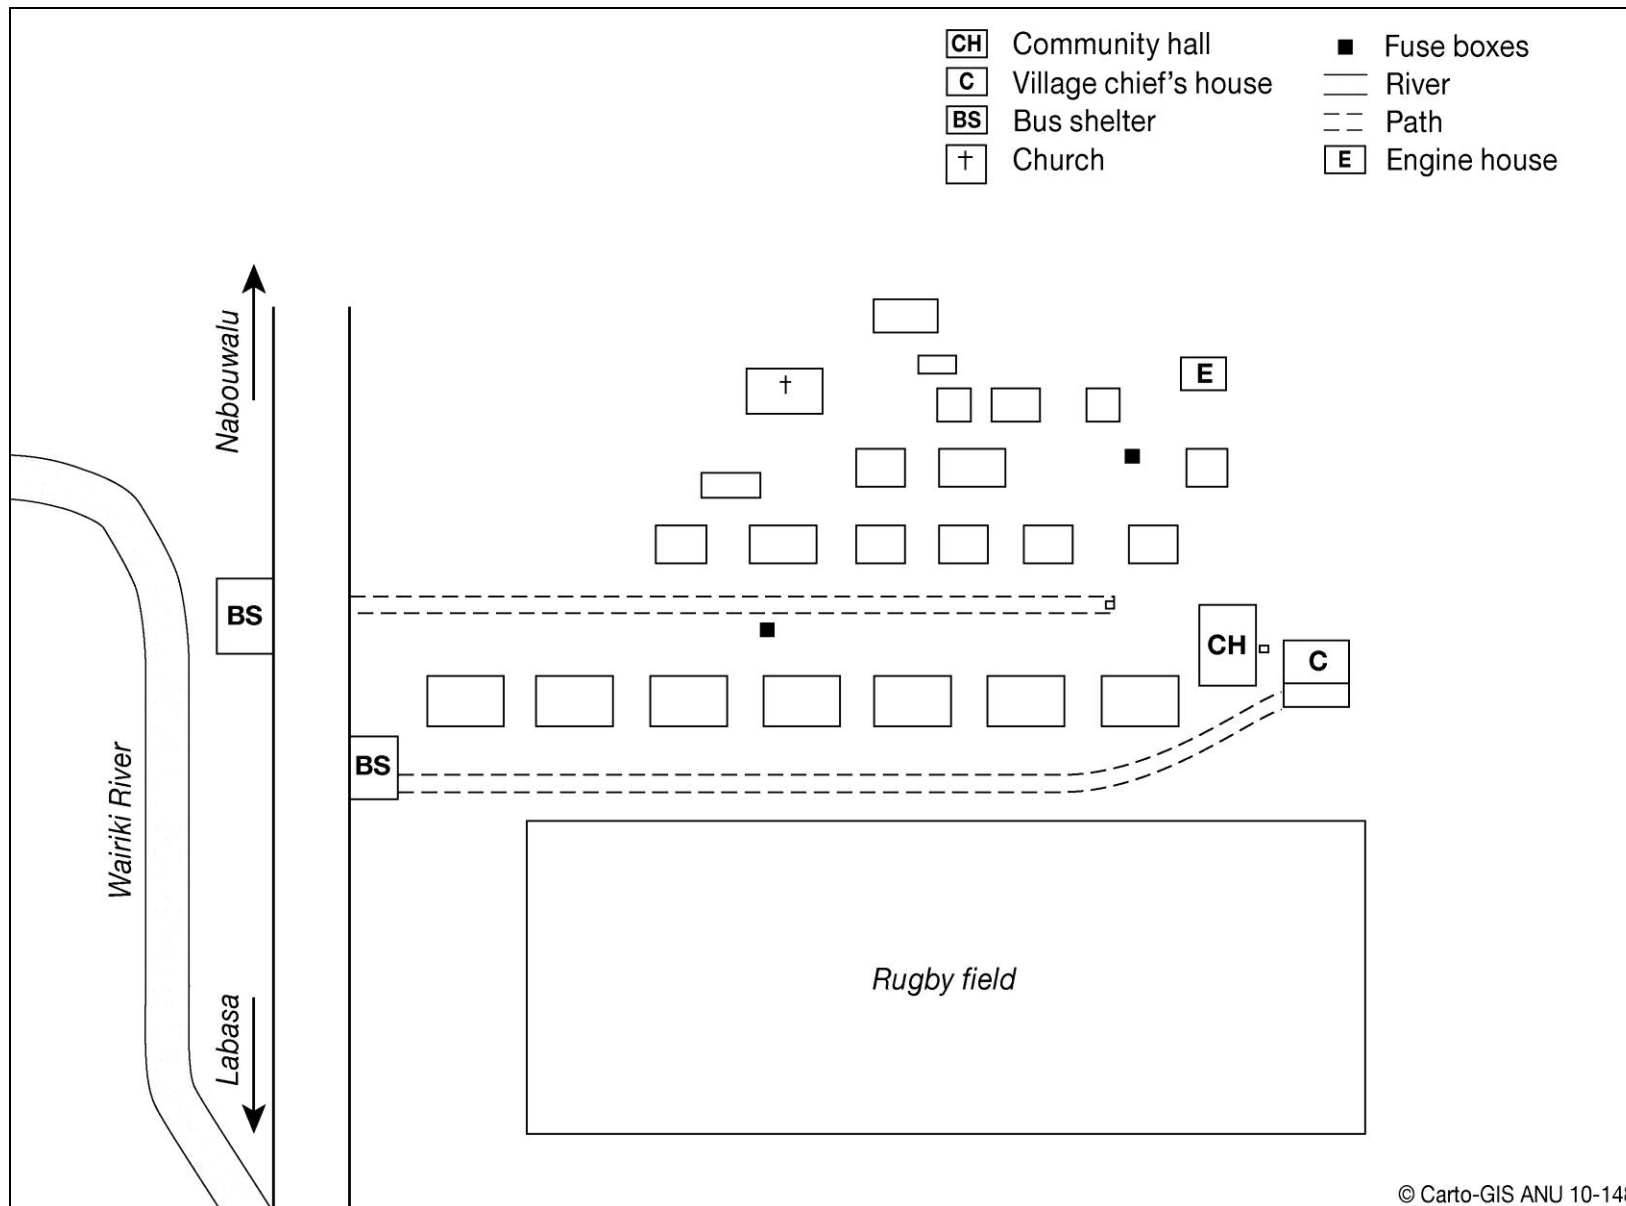 CH Community hall
C Village chief's house
BS Bus shelter
† Church
Fuse boxes
River
Path
E Engine house
Nabouwalu
†
E
BS
CH
C
BS
Wairiki River
Labasa
Rugby field
© Carto-GIS ANU 10-148